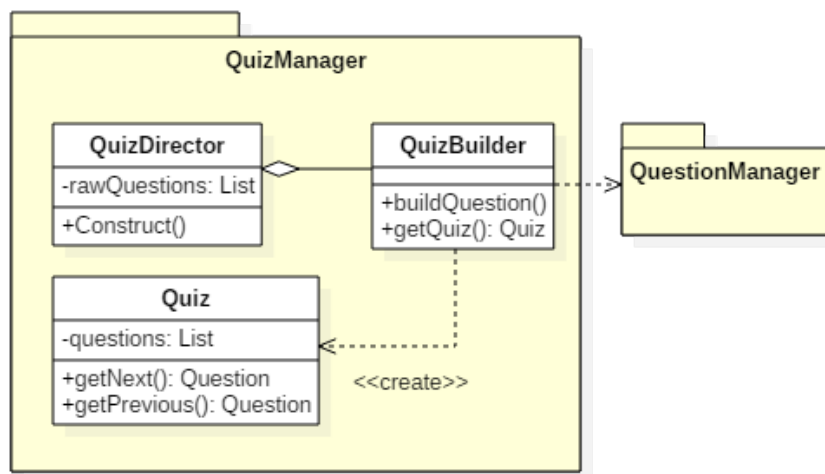 QuizManager
QuizDirector
-rawQuestions: List
+Construct()
QuizBuilder
+buildQuestion()
+getQuiz(): Quiz
QuestionManager
Quiz
-questions: List
+getNext(): Question
+getPrevious(): Question
<<create>>